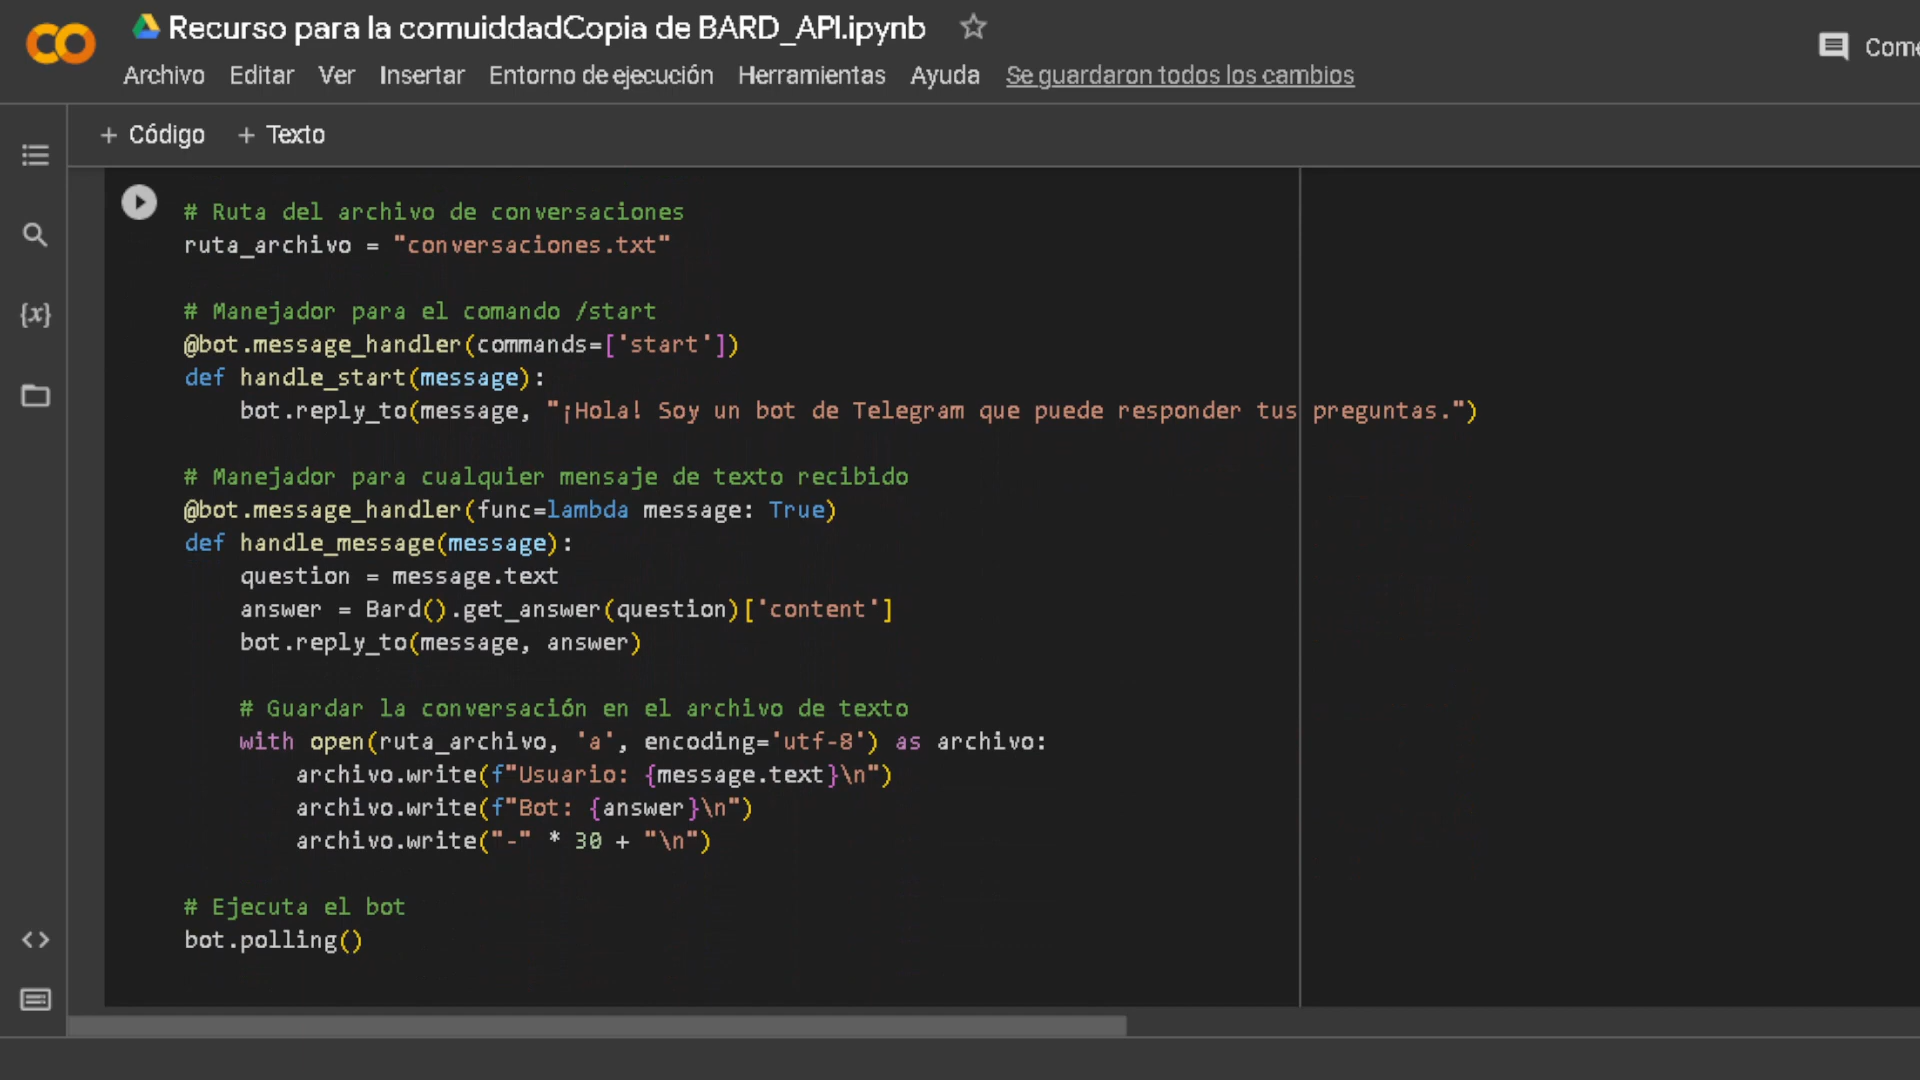 Recurso para la comuiddadCopia de BARD_API.ipynb
Archivo Editar Ver Insertar Entorno de ejecución Herramientas Ayuda Se guardaron todos los cambios
+ Código + Texto
# Ruta del archivo de conversaciones
ruta_archivo = "conversaciones.txt"
# Manejador para el comando /start
@bot.message_handler(commands=['start'])
def handle_start(message):
    bot.reply_to(message, "¡Hola! Soy un bot de Telegram que puede responder tus preguntas.")
# Manejador para cualquier mensaje de texto recibido
@bot.message_handler(func=lambda message: True)
def handle_message(message):
    question = message.text
    answer = Bard().get_answer(question)['content']
    bot.reply_to(message, answer)
    # Guardar la conversación en el archivo de texto
    with open(ruta_archivo, 'a', encoding='utf-8') as archivo:
        archivo.write(f"Usuario: {message.text}\n")
        archivo.write(f"Bot: {answer}\n")
        archivo.write("-" * 30 + "\n")
# Ejecuta el bot
bot.polling()